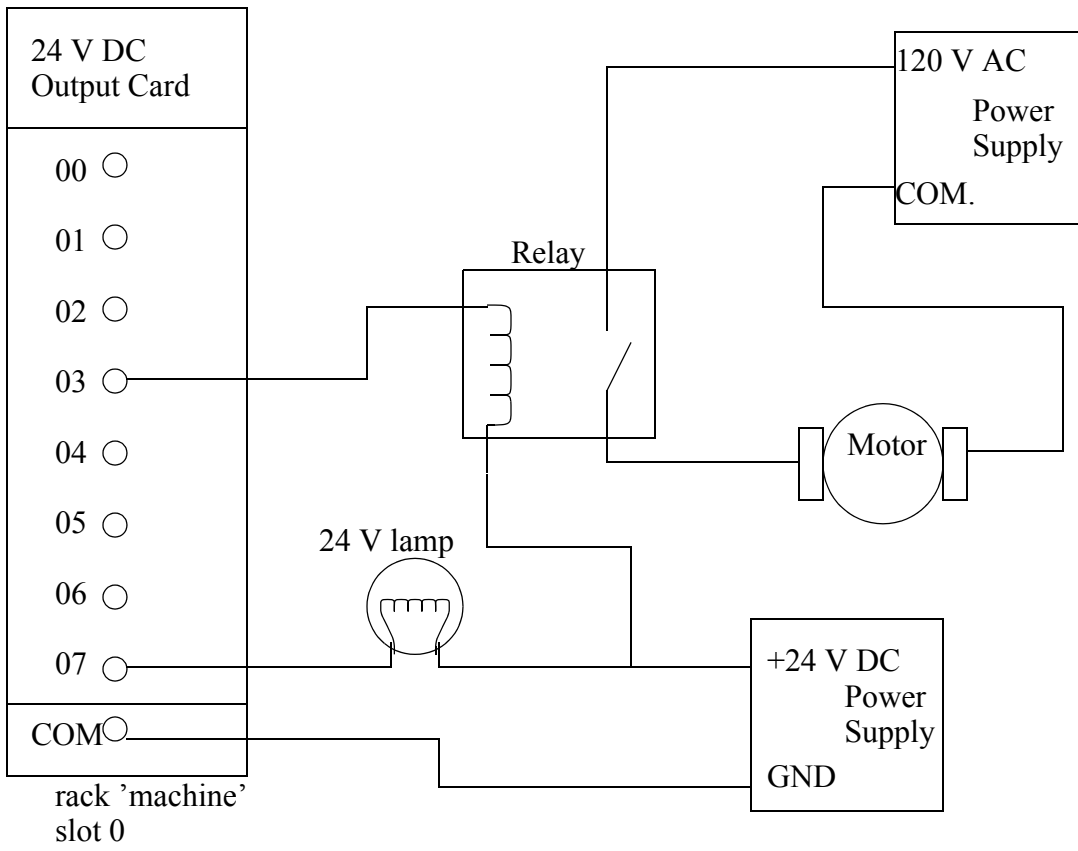 24 V DC
Output Card
00
01
02
03
04
05
06
07
COM
rack ’machine’
slot 0
Relay
24 V lamp
120 V AC
Power
Supply
COM.
Motor
+24 V DC
Power
Supply
GND